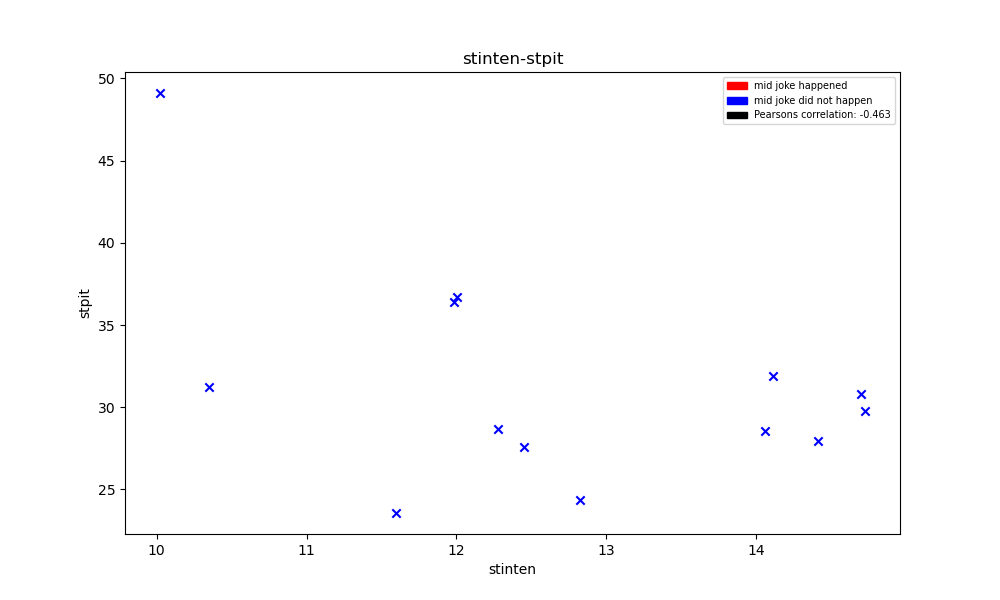 stinten-stpit
mid joke happened
mid joke did not happen
Pearsons correlation: -0.463
50
45
40
35
30
25
stpit
10
11
12
13
14
stinten